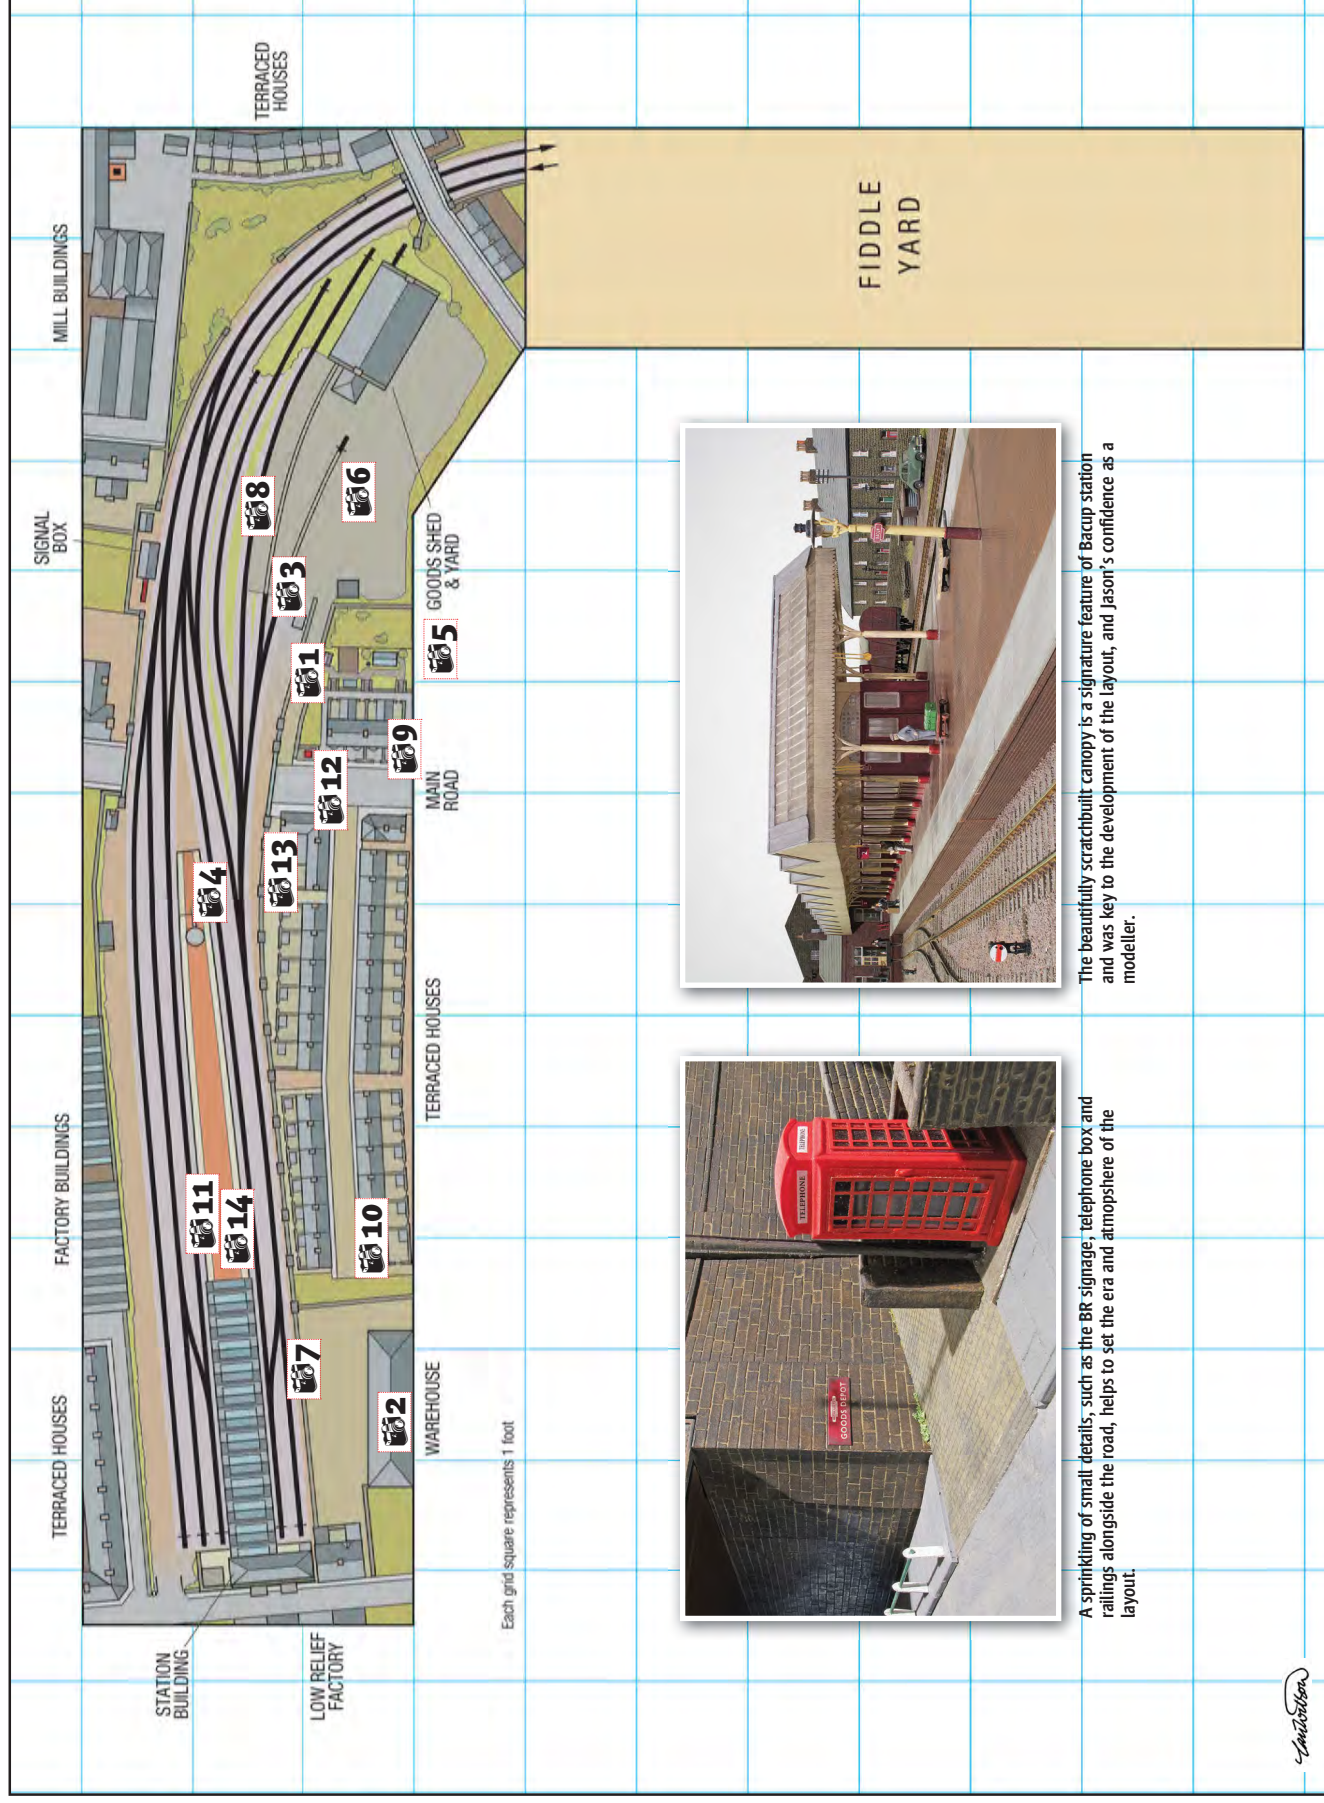 TERRACED HOUSES
FACTORY BUILDINGS
SIGNAL
BOX
MILL BUILDINGS
TERRACED
HOUSES
STATION
BUILDING
LOW RELIEF
FACTORY
WAREHOUSE
TERRACED HOUSES
MAIN
ROAD
GOODS SHED
& YARD
FIDDLE
YARD
11
14
4
8
3
1
6
7
13
12
2
10
9
5
Each grid square represents 1 foot
TELEPHONE
TELEPHONE
GOODS DEPOT
A sprinkling of small details, such as the BR signage, telephone box and
railings alongside the road, helps to set the era and atmopshere of the
layout.
The beautifully scratchbuilt canopy is a signature feature of Bacup station
and was key to the development of the layout, and Jason's confidence as a
modeller.